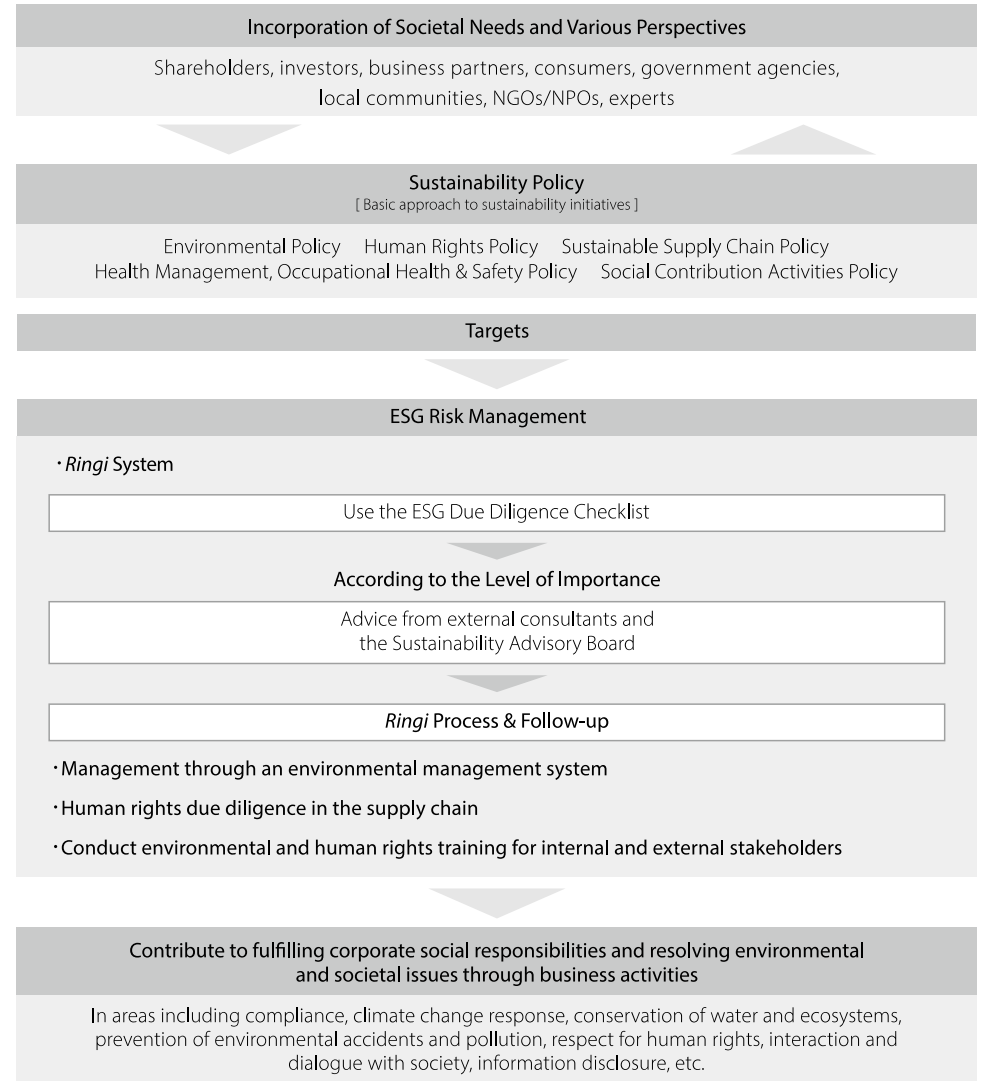 Incorporation of Societal Needs and Various Perspectives
Shareholders, investors, business partners, consumers, government agencies,
local communities, NGOs/NPOs, experts
Sustainability Policy
[ Basic approach to sustainability initiatives ]
Environmental Policy Human Rights Policy Sustainable Supply Chain Policy
Health Management, Occupational Health & Safety Policy Social Contribution Activities Policy
Targets
ESG Risk Management
・Ringi System
Use the ESG Due Diligence Checklist
According to the Level of Importance
Advice from external consultants and
the Sustainability Advisory Board
Ringi Process & Follow-up
・Management through an environmental management system
・Human rights due diligence in the supply chain
・Conduct environmental and human rights training for internal and external stakeholders
Contribute to fulfilling corporate social responsibilities and resolving environmental
and societal issues through business activities
In areas including compliance, climate change response, conservation of water and ecosystems,
prevention of environmental accidents and pollution, respect for human rights, interaction and
dialogue with society, information disclosure, etc.